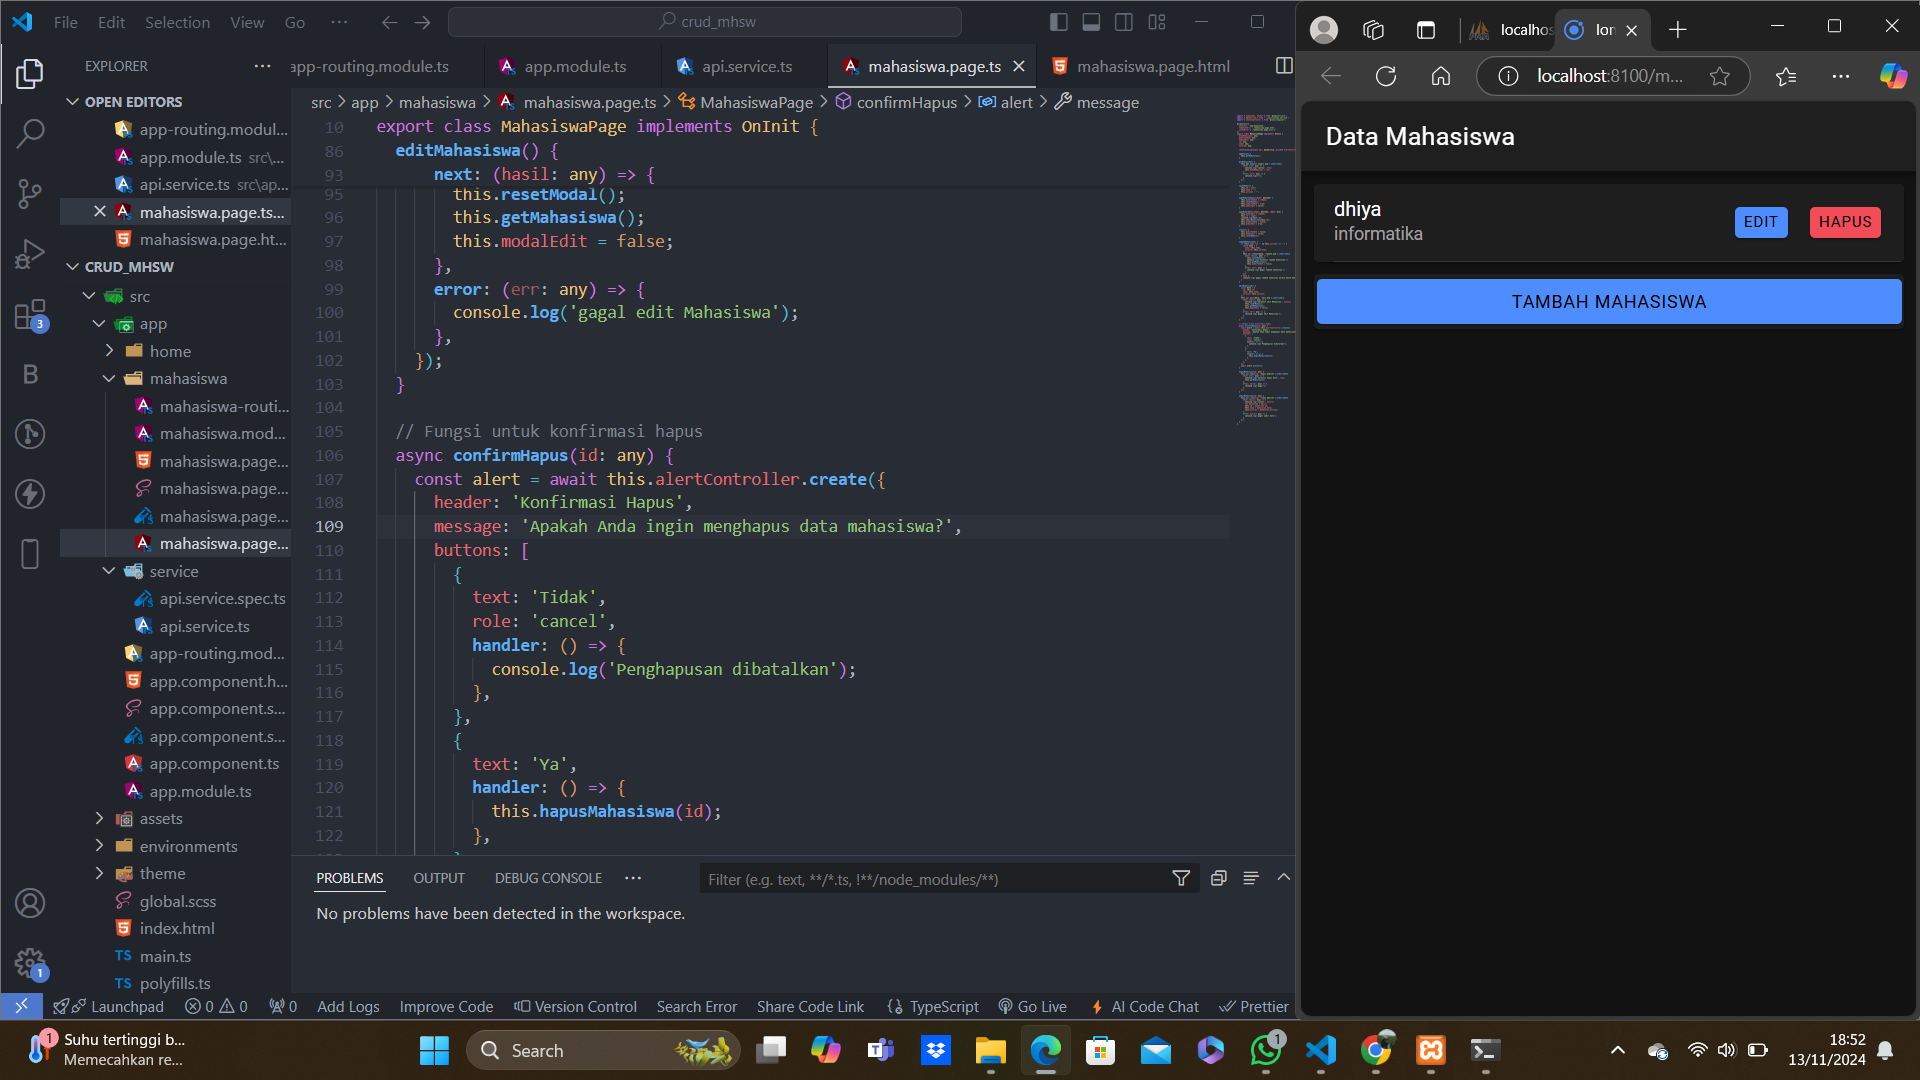 File Edit Selection View Go ··· crud_mhsw
EXPLORER ···
OPEN EDITORS
app-routing.modul...
app.module.ts src\...
api.service.ts src\ap...
mahasiswa.page.ts...
mahasiswa.page.ht...
CRUD_MHSW
src
app
home
mahasiswa
mahasiswa-routi...
mahasiswa.mod...
mahasiswa.page...
mahasiswa.page...
mahasiswa.page...
mahasiswa.page...
service
api.service.spec.ts
api.service.ts
app-routing.mod...
app.component.h...
app.component.s...
app.component.s...
app.component.ts
app.module.ts
assets
environments
theme
global.scss
index.html
TS main.ts
TS polyfills.ts
3
1
app-routing.module.ts app.module.ts api.service.ts mahasiswa.page.ts mahasiswa.page.html
src > app > mahasiswa > mahasiswa.page.ts > MahasiswaPage > confirmHapus > alert > message
10 export class MahasiswaPage implements OnInit {
86 editMahasiswa() {
93 next: (hasil: any) => {
95 this.resetModal();
96 this.getMahasiswa();
97 this.modalEdit = false;
98 },
99 error: (err: any) => {
100 console.log('gagal edit Mahasiswa');
101 },
102 });
103 }
104
105 // Fungsi untuk konfirmasi hapus
106 async confirmHapus(id: any) {
107 const alert = await this.alertController.create({
108 header: 'Konfirmasi Hapus',
109 message: 'Apakah Anda ingin menghapus data mahasiswa?',
110 buttons: [
111 {
112 text: 'Tidak',
113 role: 'cancel',
114 handler: () => {
115 console.log('Penghapusan dibatalkan');
116 },
117 },
118 {
119 text: 'Ya',
120 handler: () => {
121 this.hapusMahasiswa(id);
122 },
PROBLEMS OUTPUT DEBUG CONSOLE ··· Filter (e.g. text, **/*.ts, !**/node_modules/**)
No problems have been detected in the workspace.
Launchpad 0 0 0 Add Logs Improve Code Version Control Search Error Share Code Link TypeScript Go Live AI Code Chat Prettier
localhos Ion
localhost:8100/m...
Data Mahasiswa
dhiya
informatika
EDIT HAPUS
TAMBAH MAHASISWA
1
Suhu tertinggi b...
Memecahkan re...
Search
1
18:52
13/11/2024